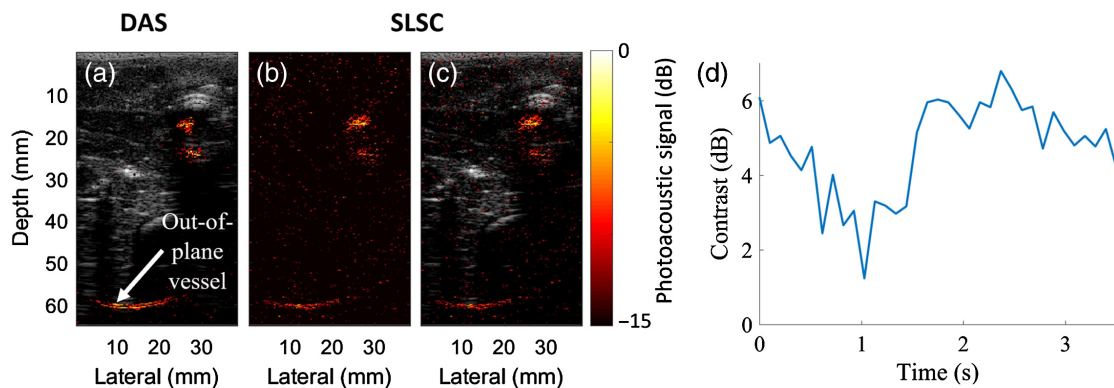 DAS
SLSC
(a)
(b)
(c)
(d)
Depth (mm)
10
20
30
40
50
60
Out-of-
plane
vessel
10 20 30
Lateral (mm)
10 20 30
Lateral (mm)
10 20 30
Lateral (mm)
0
−15
Photoacoustic signal (dB)
Contrast (dB)
6
4
2
0
0 1 2 3
Time (s)